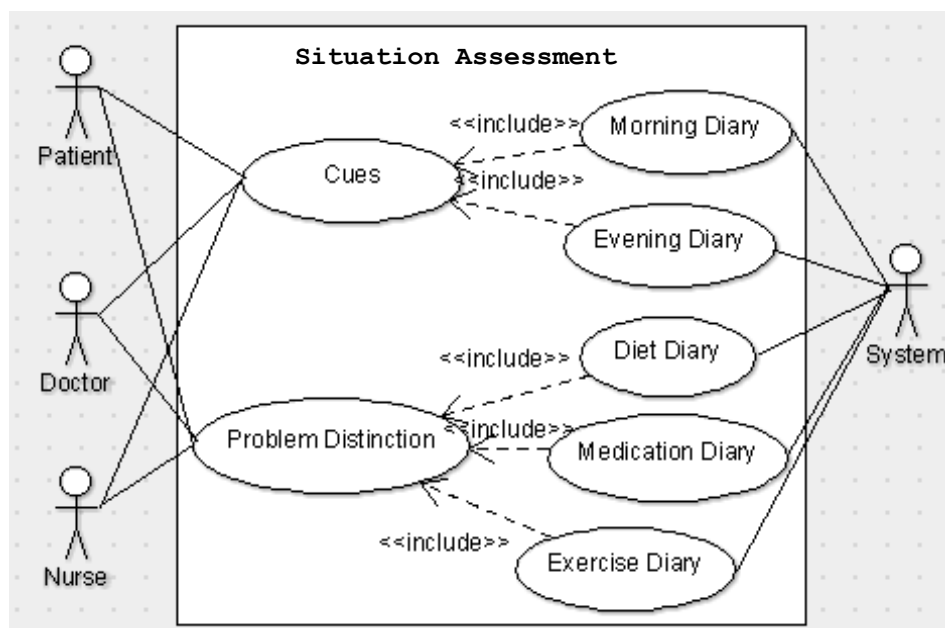 Situation Assessment
<<include>>
Morning Diary
Patient
Cues
<<include>>
Evening Diary
<<include>>
Diet Diary
System
Doctor
Problem Distinction
<<include>>
Medication Diary
<<include>>
Exercise Diary
Nurse